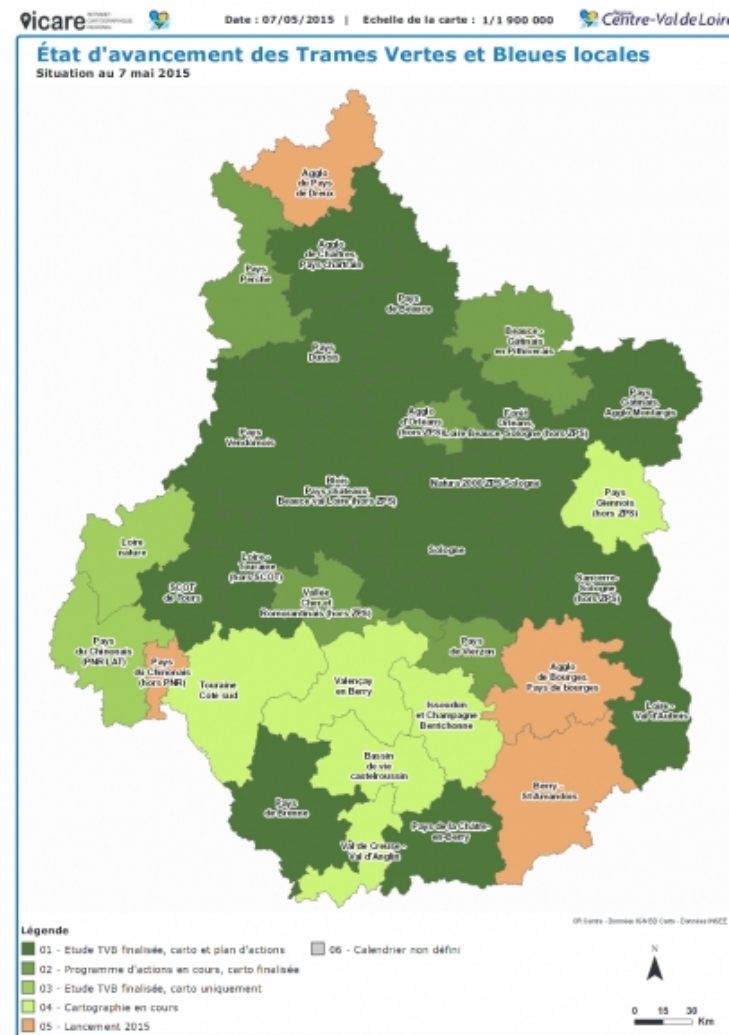 icare
Date : 07/05/2015 | Echelle de la carte : 1/1 900 000
Centre-Val de Loire
État d'avancement des Trames Vertes et Bleues locales
Situation au 7 mai 2015
Agglo
du Pays
de Dreux
Agglo
de Chartres,
Pays chartrain
Pays
Perche
Pays
de Beauce
Beauce -
Gatinais
en Pithiverais
Pays
Dunois
Pays
Gatinais,
Agglo Montargis
Agglo
d'Orleans
(hors ZPS)
Foret
Orleans,
Loire Beauce, Sologne (hors ZPS)
Pays
Vendomois
Blois
Pays chateaux,
Beauce val Loire (hors ZPS)
Natura 2000 ZPS Sologne
Pays
Giennois
(hors ZPS)
Loire
nature
Sologne
Loire -
Touraine
(hors SCOT)
SCOT
de Tours
Vallee
Cher et
Romorantinais (hors ZPS)
Sancerre-
Sologne
(hors ZPS)
Pays
du Chinonais
(PNR LAT)
Pays
du Chinonais
(hors PNR)
Touraine
Coté sud
Valençay
en Berry
Pays
de Vierzon
Agglo
de Bourges,
Pays de bourges
Issoudun
et Champagne
Berrichonne
Loire -
Val d'Aubois
Bassin
de vie
castelroussin
Berry -
St Amandois
Pays
de Brenne
Pays de la Châtre-
en-Berry
Val de Creuse -
Val d'Anglin
Légende
01 - Etude TVB finalisée, carto et plan d'actions
06 - Calendrier non défini
02 - Programme d'actions en cours, carto finalisée
03 - Etude TVB finalisée, carto uniquement
04 - Cartographie en cours
05 - Lancement 2015
N
0 15 30
Km